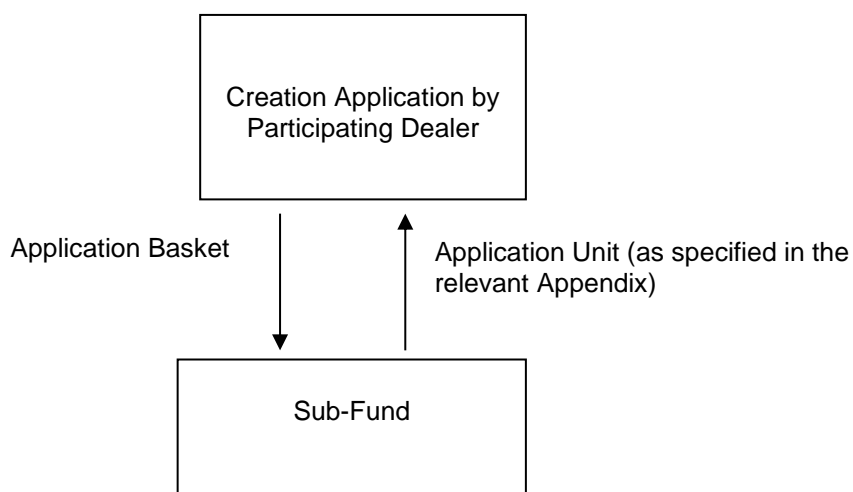 Creation Application by
Participating Dealer
Application Basket
Application Unit (as specified in the
relevant Appendix)
Sub-Fund